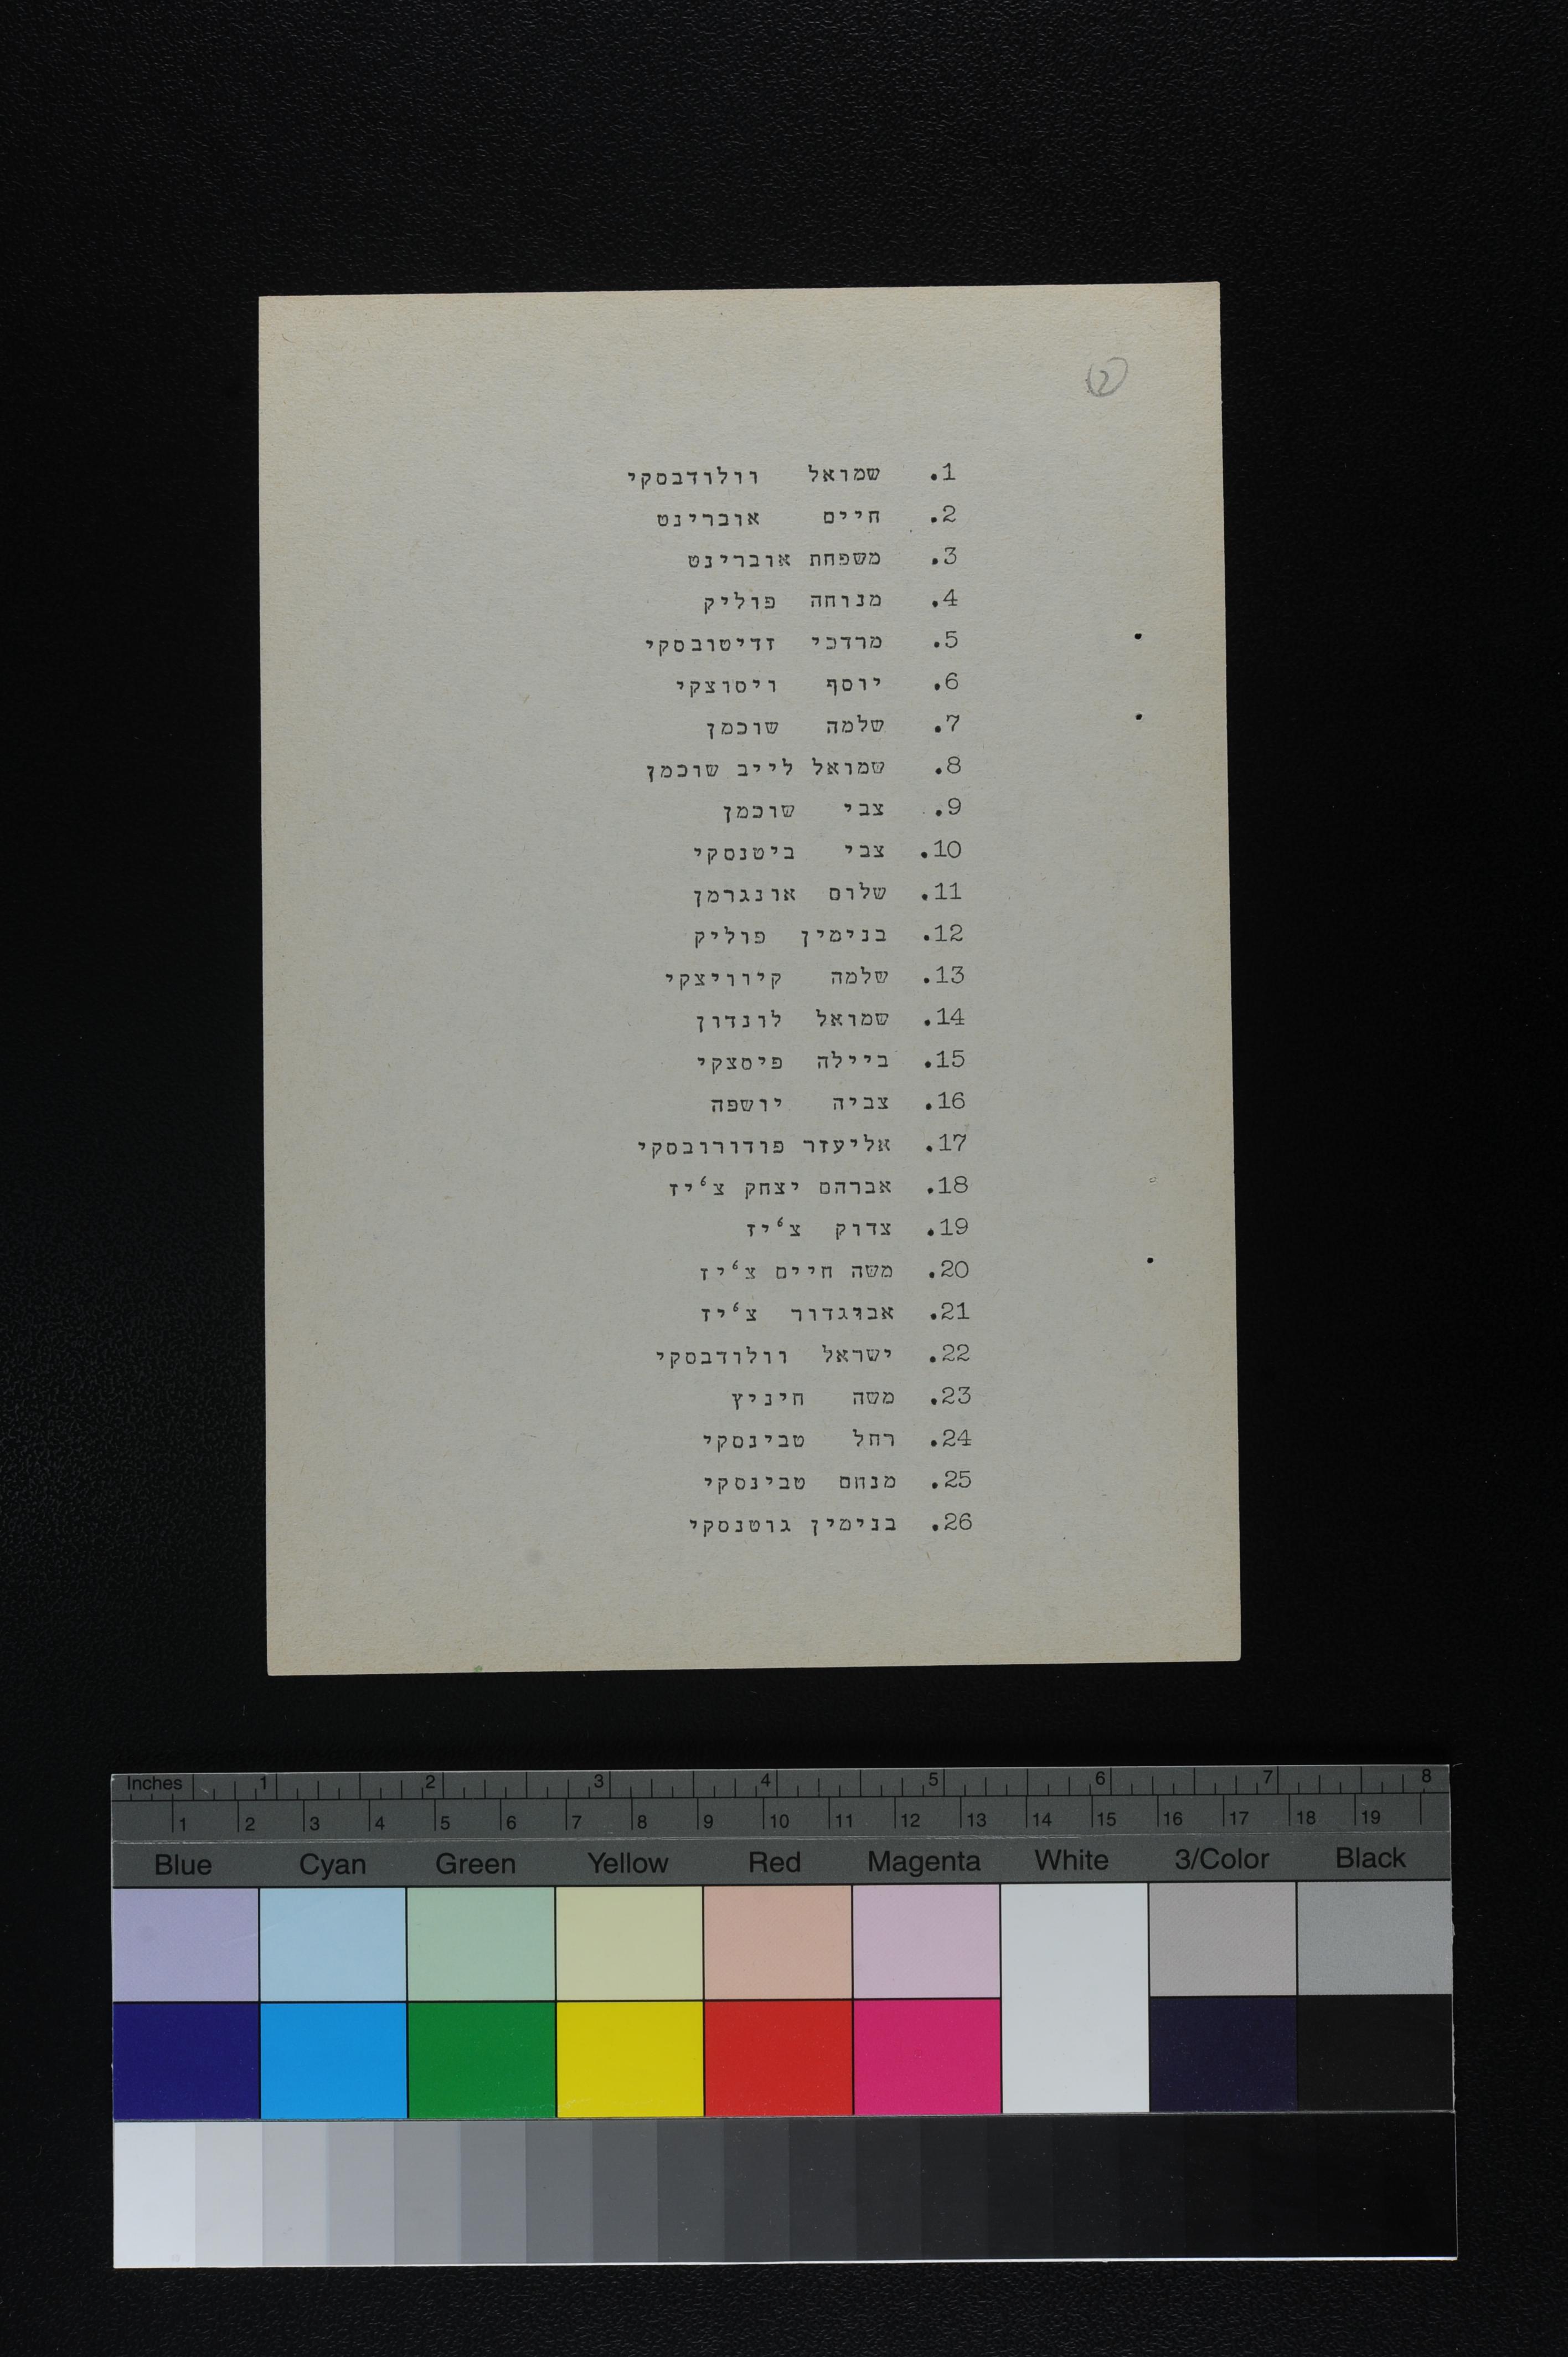 2
1. שמואל וולודבסקי
2. חיים אוברינט
3. משפחת אוברינט
4. מנוחה פוליק
5. מרדכי זדיטובסקי
6. יוסף ויסוצקי
7. שלמה שוכמן
8. שמואל לייב שוכמן
9. צבי שוכמן
10. צבי ביטנסקי
11. שלום אונגרמן
12. בנימין פוליק
13. שלמה קיוויצקי
14. שמואל לונדון
15. ביילה פיסצקי
16. צביה יושפה
17. אליעזר פודורובסקי
18. אברהם יצחק צ'יז
19. צדוק צ'יז
20. משה חיים צ'יז
21. אביגדור צ'יז
22. ישראל וולודבסקי
23. משה חיניץ
24. רחל טבינסקי
25. מנחם טבינסקי
26. בנימין גוטנסקי
Inches 1 2 3 4 5 6 7 8
1 2 3 4 5 6 7 8 9 10 11 12 13 14 15 16 17 18 19
Blue Cyan Green Yellow Red Magenta White 3/Color Black